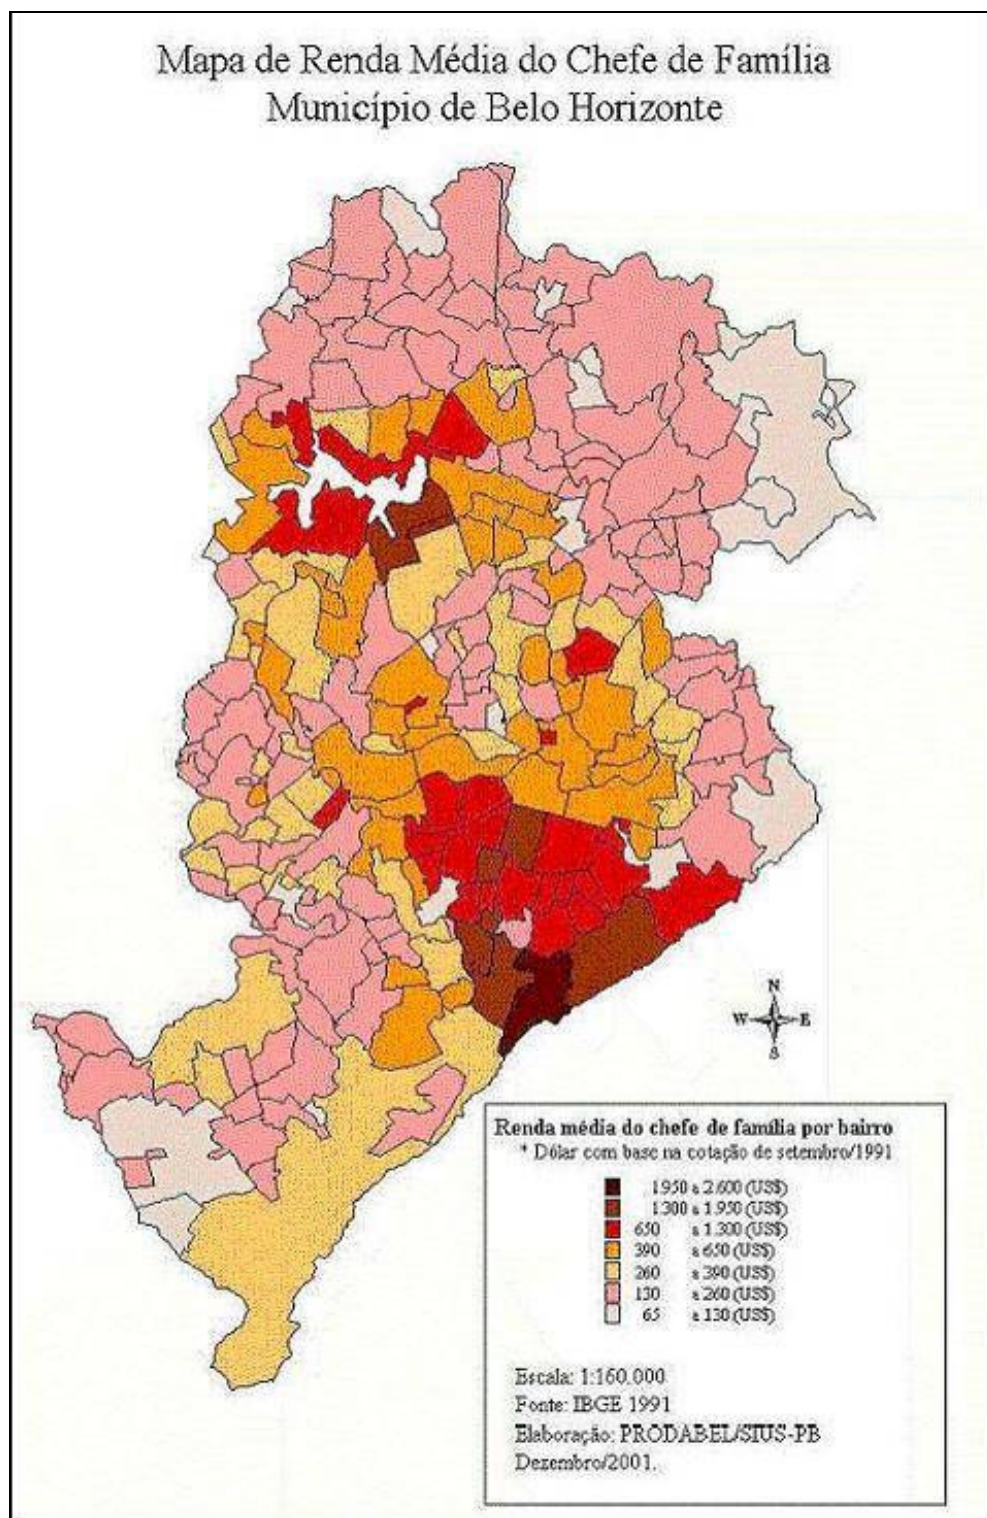 Mapa de Renda Média do Chefe de Família
Município de Belo Horizonte
N
W E
S
Renda média do chefe de família por bairro
* Dólar com base na cotação de setembro/1991
1950 a 2.600 (US$)
1.300 a 1.950 (US$)
650 a 1.300 (US$)
390 a 650 (US$)
260 a 390 (US$)
130 a 260 (US$)
65 a 130 (US$)
Escala: 1:160.000
Fonte: IBGE 1991
Elaboração: PRODABEL/SIUS-PB
Dezembro/2001.